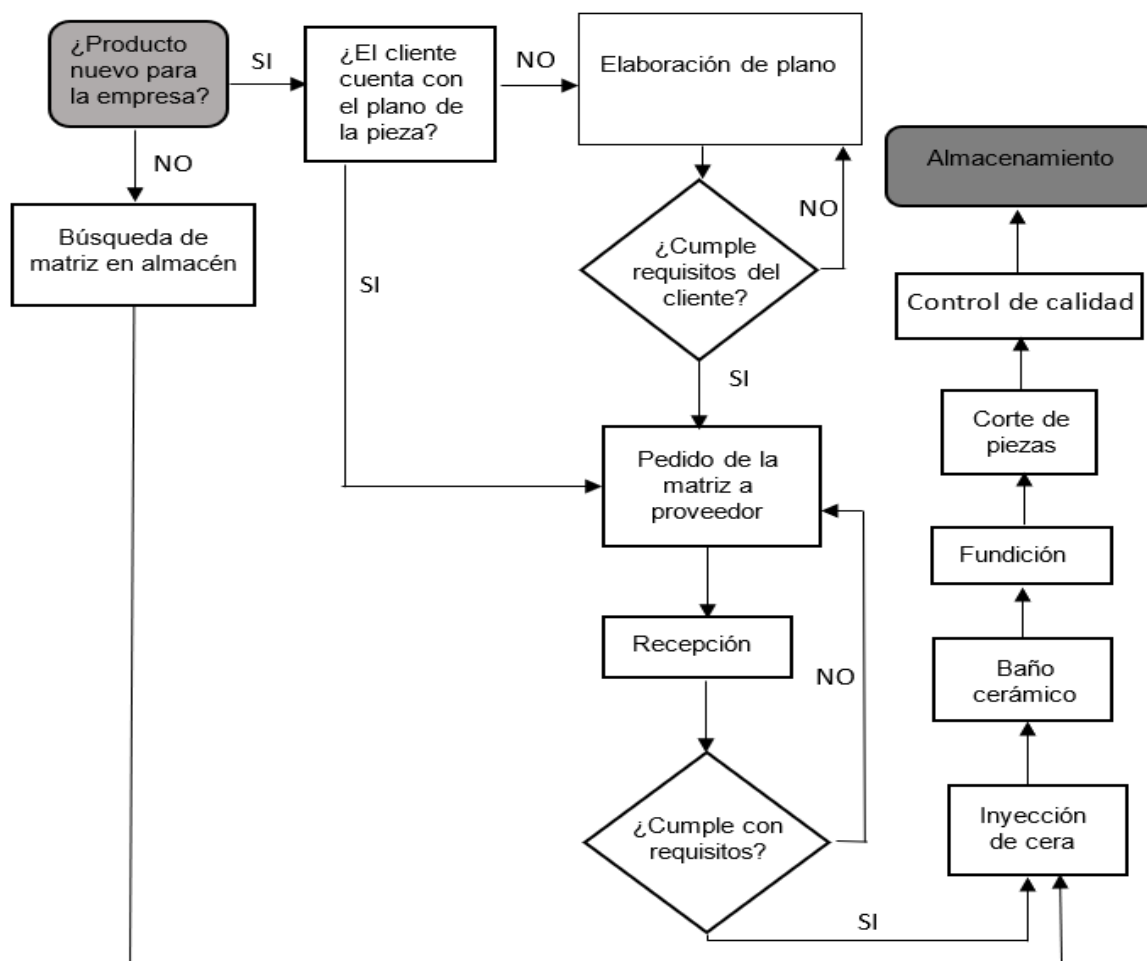 ¿Producto
nuevo para
la empresa?
SI
¿El cliente
cuenta con
el plano de
la pieza?
NO
Elaboración de plano
NO
Búsqueda de
matriz en almacén
SI
¿Cumple
requisitos del
cliente?
NO
SI
Pedido de la
matriz a
proveedor
Recepción
NO
¿Cumple con
requisitos?
SI
Almacenamiento
Control de calidad
Corte de
piezas
Fundición
Baño
cerámico
Inyección
de cera